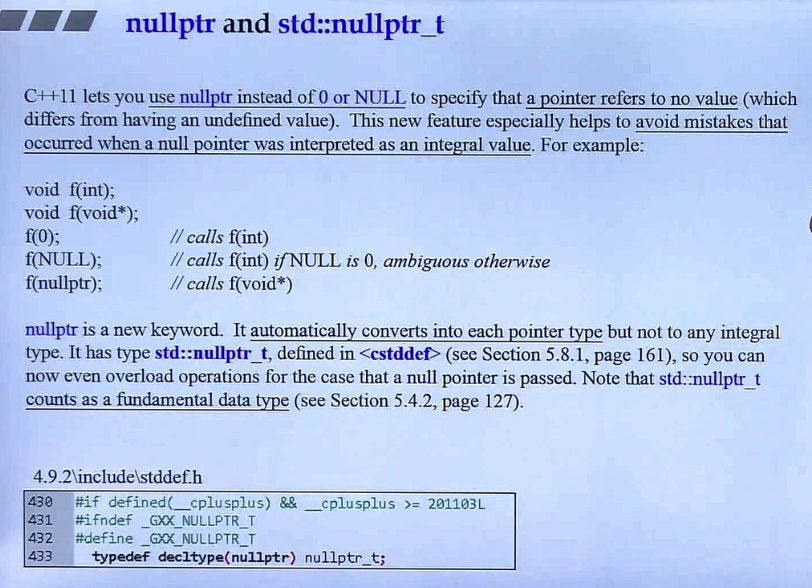 nullptr and std::nullptr_t
C++11 lets you use nullptr instead of 0 or NULL to specify that a pointer refers to no value (which
differs from having an undefined value). This new feature especially helps to avoid mistakes that
occurred when a null pointer was interpreted as an integral value. For example:
void f(int);
void f(void*);
f(0); // calls f(int)
f(NULL); // calls f(int) if NULL is 0, ambiguous otherwise
f(nullptr); // calls f(void*)
nullptr is a new keyword. It automatically converts into each pointer type but not to any integral
type. It has type std::nullptr_t, defined in <cstddef> (see Section 5.8.1, page 161), so you can
now even overload operations for the case that a null pointer is passed. Note that std::nullptr_t
counts as a fundamental data type (see Section 5.4.2, page 127).
4.9.2\include\stddef.h
430 #if defined(__cplusplus) && __cplusplus >= 201103L
431 #ifndef _GXX_NULLPTR_T
432 #define _GXX_NULLPTR_T
433 typedef decltype(nullptr) nullptr_t;